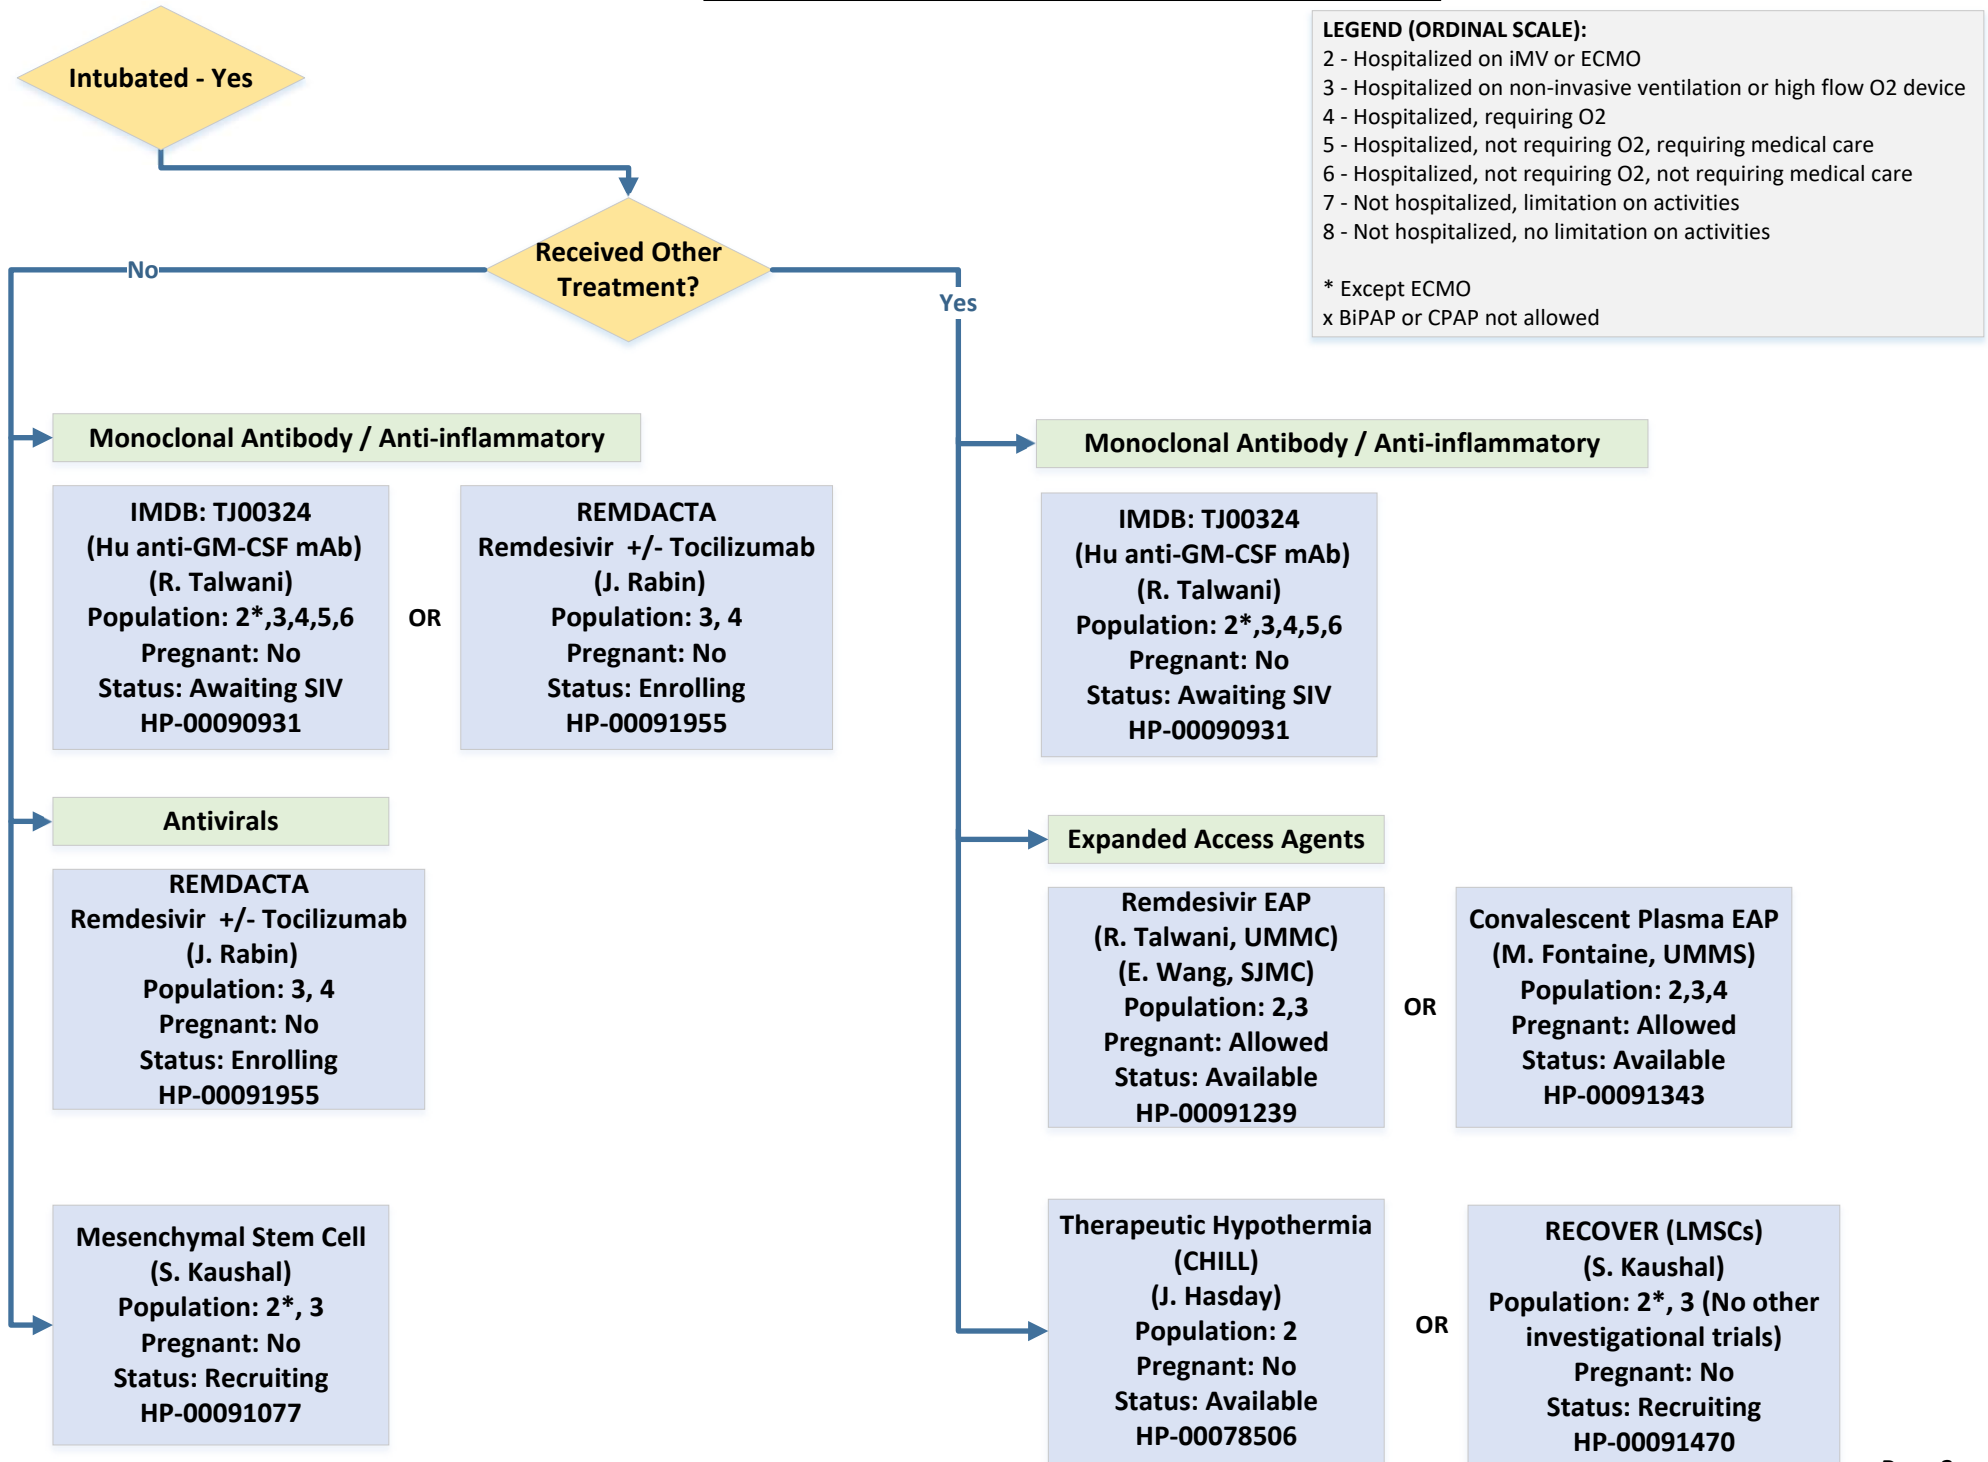 LEGEND (ORDINAL SCALE):
2 - Hospitalized on iMV or ECMO
3 - Hospitalized on non-invasive ventilation or high flow O2 device
4 - Hospitalized, requiring O2
5 - Hospitalized, not requiring O2, requiring medical care
6 - Hospitalized, not requiring O2, not requiring medical care
7 - Not hospitalized, limitation on activities
8 - Not hospitalized, no limitation on activities
* Except ECMO
x BiPAP or CPAP not allowed
Intubated - Yes
Received Other
Treatment?
No
Yes
Monoclonal Antibody / Anti-inflammatory
IMDB: TJ00324
(Hu anti-GM-CSF mAb)
(R. Talwani)
Population: 2*,3,4,5,6
Pregnant: No
Status: Awaiting SIV
HP-00090931
OR
REMDACTA
Remdesivir +/- Tocilizumab
(J. Rabin)
Population: 3, 4
Pregnant: No
Status: Enrolling
HP-00091955
Antivirals
REMDACTA
Remdesivir +/- Tocilizumab
(J. Rabin)
Population: 3, 4
Pregnant: No
Status: Enrolling
HP-00091955
Mesenchymal Stem Cell
(S. Kaushal)
Population: 2*, 3
Pregnant: No
Status: Recruiting
HP-00091077
Monoclonal Antibody / Anti-inflammatory
IMDB: TJ00324
(Hu anti-GM-CSF mAb)
(R. Talwani)
Population: 2*,3,4,5,6
Pregnant: No
Status: Awaiting SIV
HP-00090931
Expanded Access Agents
Remdesivir EAP
(R. Talwani, UMMC)
(E. Wang, SJMC)
Population: 2,3
Pregnant: Allowed
Status: Available
HP-00091239
OR
Convalescent Plasma EAP
(M. Fontaine, UMMS)
Population: 2,3,4
Pregnant: Allowed
Status: Available
HP-00091343
Therapeutic Hypothermia
(CHILL)
(J. Hasday)
Population: 2
Pregnant: No
Status: Available
HP-00078506
OR
RECOVER (LMSCs)
(S. Kaushal)
Population: 2*, 3 (No other
investigational trials)
Pregnant: No
Status: Recruiting
HP-00091470